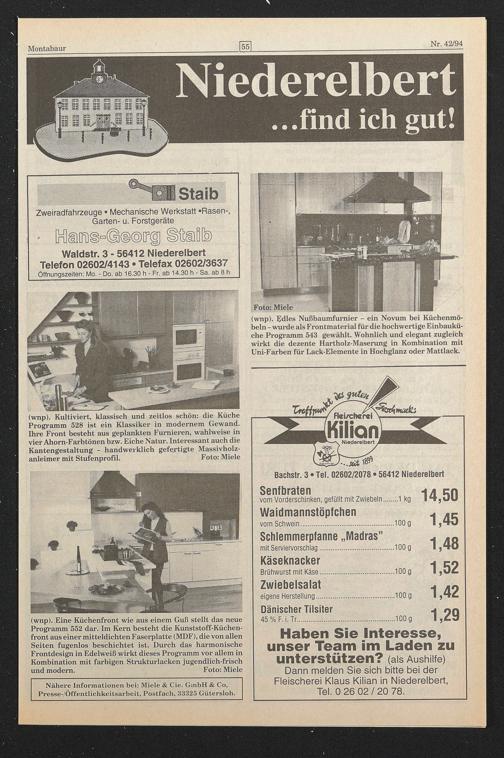 Montabaur
55
Nr. 42/94
Niederelbert
...find ich gut!
Staib
Zweiradfahrzeuge • Mechanische Werkstatt •Rasen-,
Garten- u. Forstgeräte
Hans-Georg Staib
Waldstr. 3 - 56412 Niederelbert
Telefon 02602/4143 • Telefax 02602/3637
Öffnungszeiten: Mo. - Do. ab 16.30 h - Fr. ab 14.30 h - Sa. ab 8 h
(wnp). Kultiviert, klassisch und zeitlos schön: die Küche
Programm 528 ist ein Klassiker in modernem Gewand.
Ihre Front besteht aus geplankten Furnieren, wahlweise in
vier Ahorn-Farbtönen bzw. Eiche Natur. Interessant auch die
Kantengestaltung - handwerklich gefertigte Massivholz-
anleimer mit Stufenprofil. Foto: Miele
(wnp). Eine Küchenfront wie aus einem Guß stellt das neue
Programm 552 dar. Im Kern besteht die Kunststoff-Küchen-
front aus einer mitteldichten Faserplatte (MDF), die von allen
Seiten fugenlos beschichtet ist. Durch das harmonische
Frontdesign in Edelweiß wirkt dieses Programm vor allem in
Kombination mit farbigen Strukturlacken jugendlich-frisch
und modern. Foto: Miele
Nähere Informationen bei: Miele & Cie. GmbH & Co.
Presse-Öffentlichkeitsarbeit, Postfach, 33325 Gütersloh.
Foto: Miele
(wnp). Edles Nußbaumfurnier - ein Novum bei Küchenmö-
beln - wurde als Frontmaterial für die hochwertige Einbaukü-
che Programm 543 gewählt. Wohnlich und elegant zugleich
wirkt die dezente Hartholz-Maserung in Kombination mit
Uni-Farben für Lack-Elemente in Hochglanz oder Mattlack.
Treffpunkt des guten Geschmacks
Fleischerei
Kilian
Niederelbert
...seit 1899
Bachstr. 3 • Tel. 02602/2078 • 56412 Niederelbert
Senfbraten
vom Vorderschinken, gefüllt mit Zwiebeln ......1 kg 14,50
Waidmannstöpfchen
vom Schwein ................100 g 1,45
Schlemmerpfanne „Madras"
mit Serviervorschlag ................100 g 1,48
Käseknacker
Brühwurst mit Käse ................100 g 1,52
Zwiebelsalat
eigene Herstellung ................100 g 1,42
Dänischer Tilsiter
45 % F. i. Tr. ................100 g 1,29
Haben Sie Interesse,
unser Team im Laden zu
unterstützen? (als Aushilfe)
Dann melden Sie sich bitte bei der
Fleischerei Klaus Kilian in Niederelbert,
Tel. 0 26 02 / 20 78.